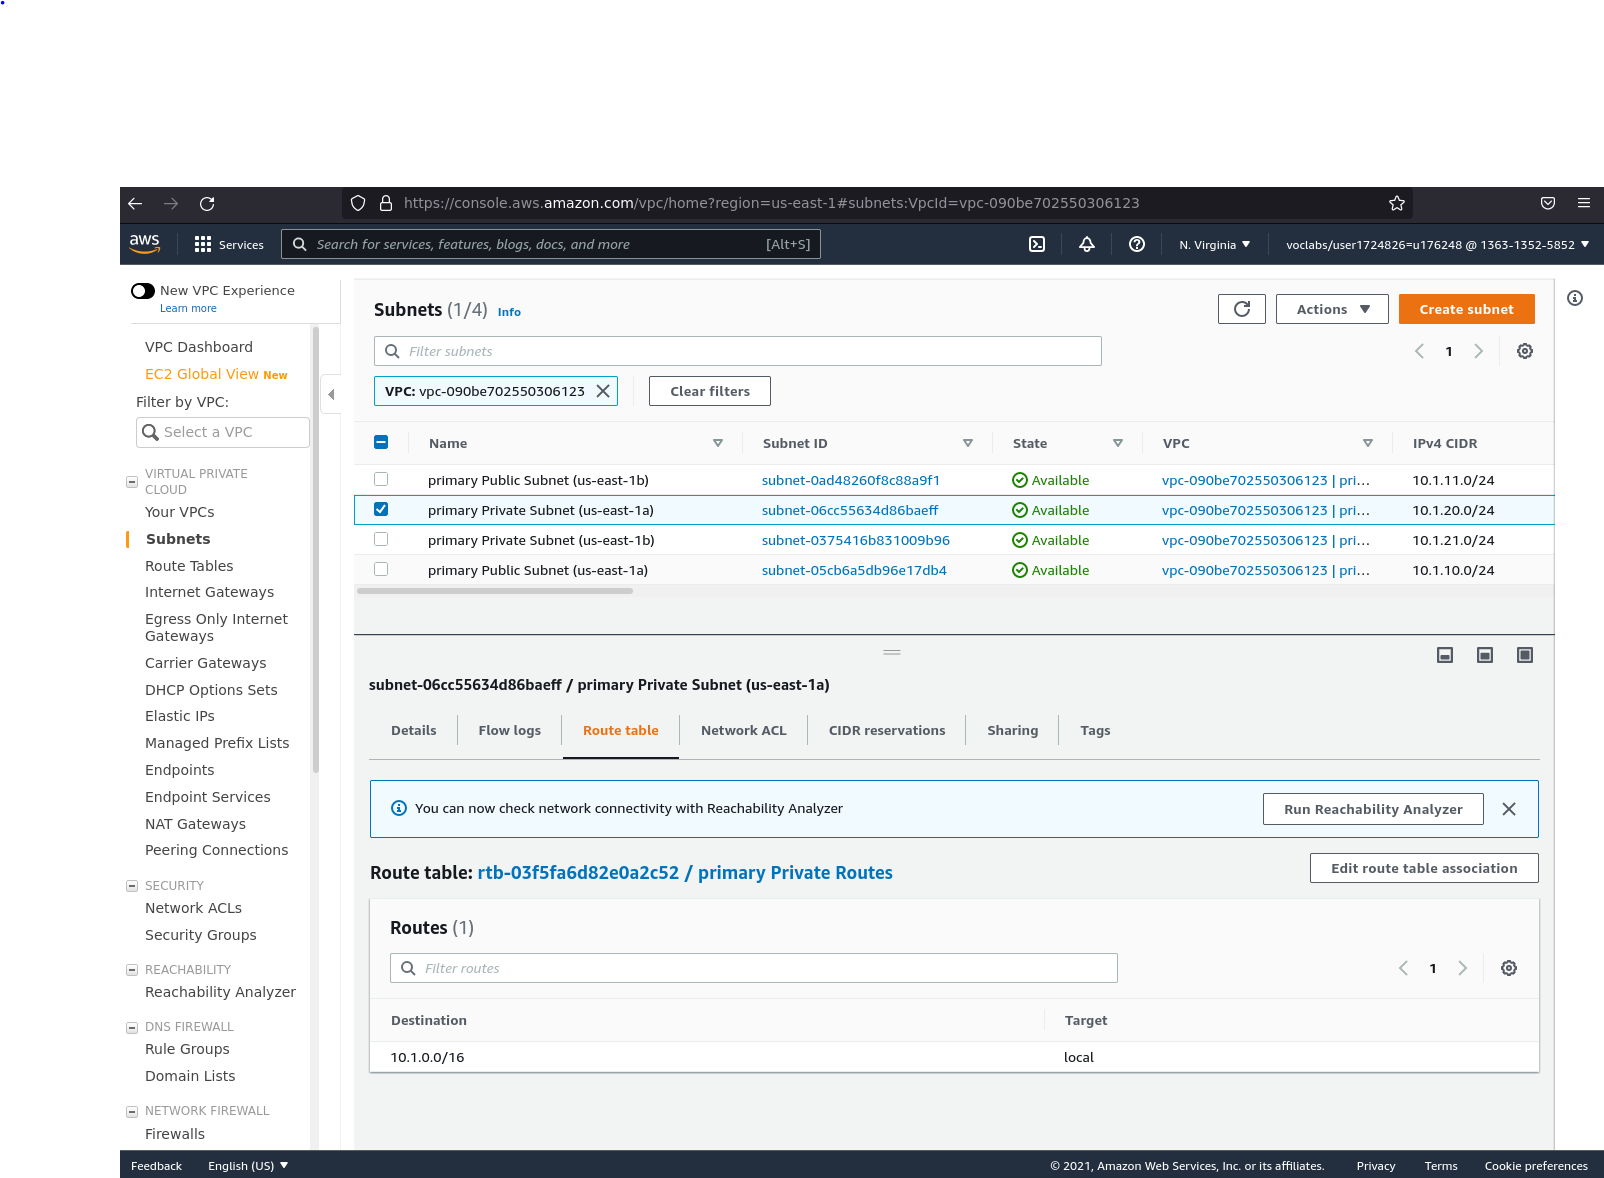 https://console.aws.amazon.com/vpc/home?region=us-east-1#subnets:VpcId=vpc-090be702550306123
aws Services Search for services, features, blogs, docs, and more [Alt+S] N. Virginia voclabs/user1724826=u176248 @ 1363-1352-5852
New VPC Experience
Learn more
VPC Dashboard
EC2 Global View New
Filter by VPC:
Select a VPC
VIRTUAL PRIVATE
CLOUD
Your VPCs
Subnets
Route Tables
Internet Gateways
Egress Only Internet
Gateways
Carrier Gateways
DHCP Options Sets
Elastic IPs
Managed Prefix Lists
Endpoints
Endpoint Services
NAT Gateways
Peering Connections
SECURITY
Network ACLs
Security Groups
REACHABILITY
Reachability Analyzer
DNS FIREWALL
Rule Groups
Domain Lists
NETWORK FIREWALL
Firewalls
Subnets (1/4) Info
Actions
Create subnet
Filter subnets
1
VPC: vpc-090be702550306123
Clear filters
Name Subnet ID State VPC IPv4 CIDR
primary Public Subnet (us-east-1b) subnet-0ad48260f8c88a9f1 Available vpc-090be702550306123 | pri... 10.1.11.0/24
primary Private Subnet (us-east-1a) subnet-06cc55634d86baeff Available vpc-090be702550306123 | pri... 10.1.20.0/24
primary Private Subnet (us-east-1b) subnet-0375416b831009b96 Available vpc-090be702550306123 | pri... 10.1.21.0/24
primary Public Subnet (us-east-1a) subnet-05cb6a5db96e17db4 Available vpc-090be702550306123 | pri... 10.1.10.0/24
subnet-06cc55634d86baeff / primary Private Subnet (us-east-1a)
Details Flow logs Route table Network ACL CIDR reservations Sharing Tags
You can now check network connectivity with Reachability Analyzer
Run Reachability Analyzer
Route table: rtb-03f5fa6d82e0a2c52 / primary Private Routes
Edit route table association
Routes (1)
Filter routes
1
Destination Target
10.1.0.0/16 local
Feedback English (US) © 2021, Amazon Web Services, Inc. or its affiliates. Privacy Terms Cookie preferences